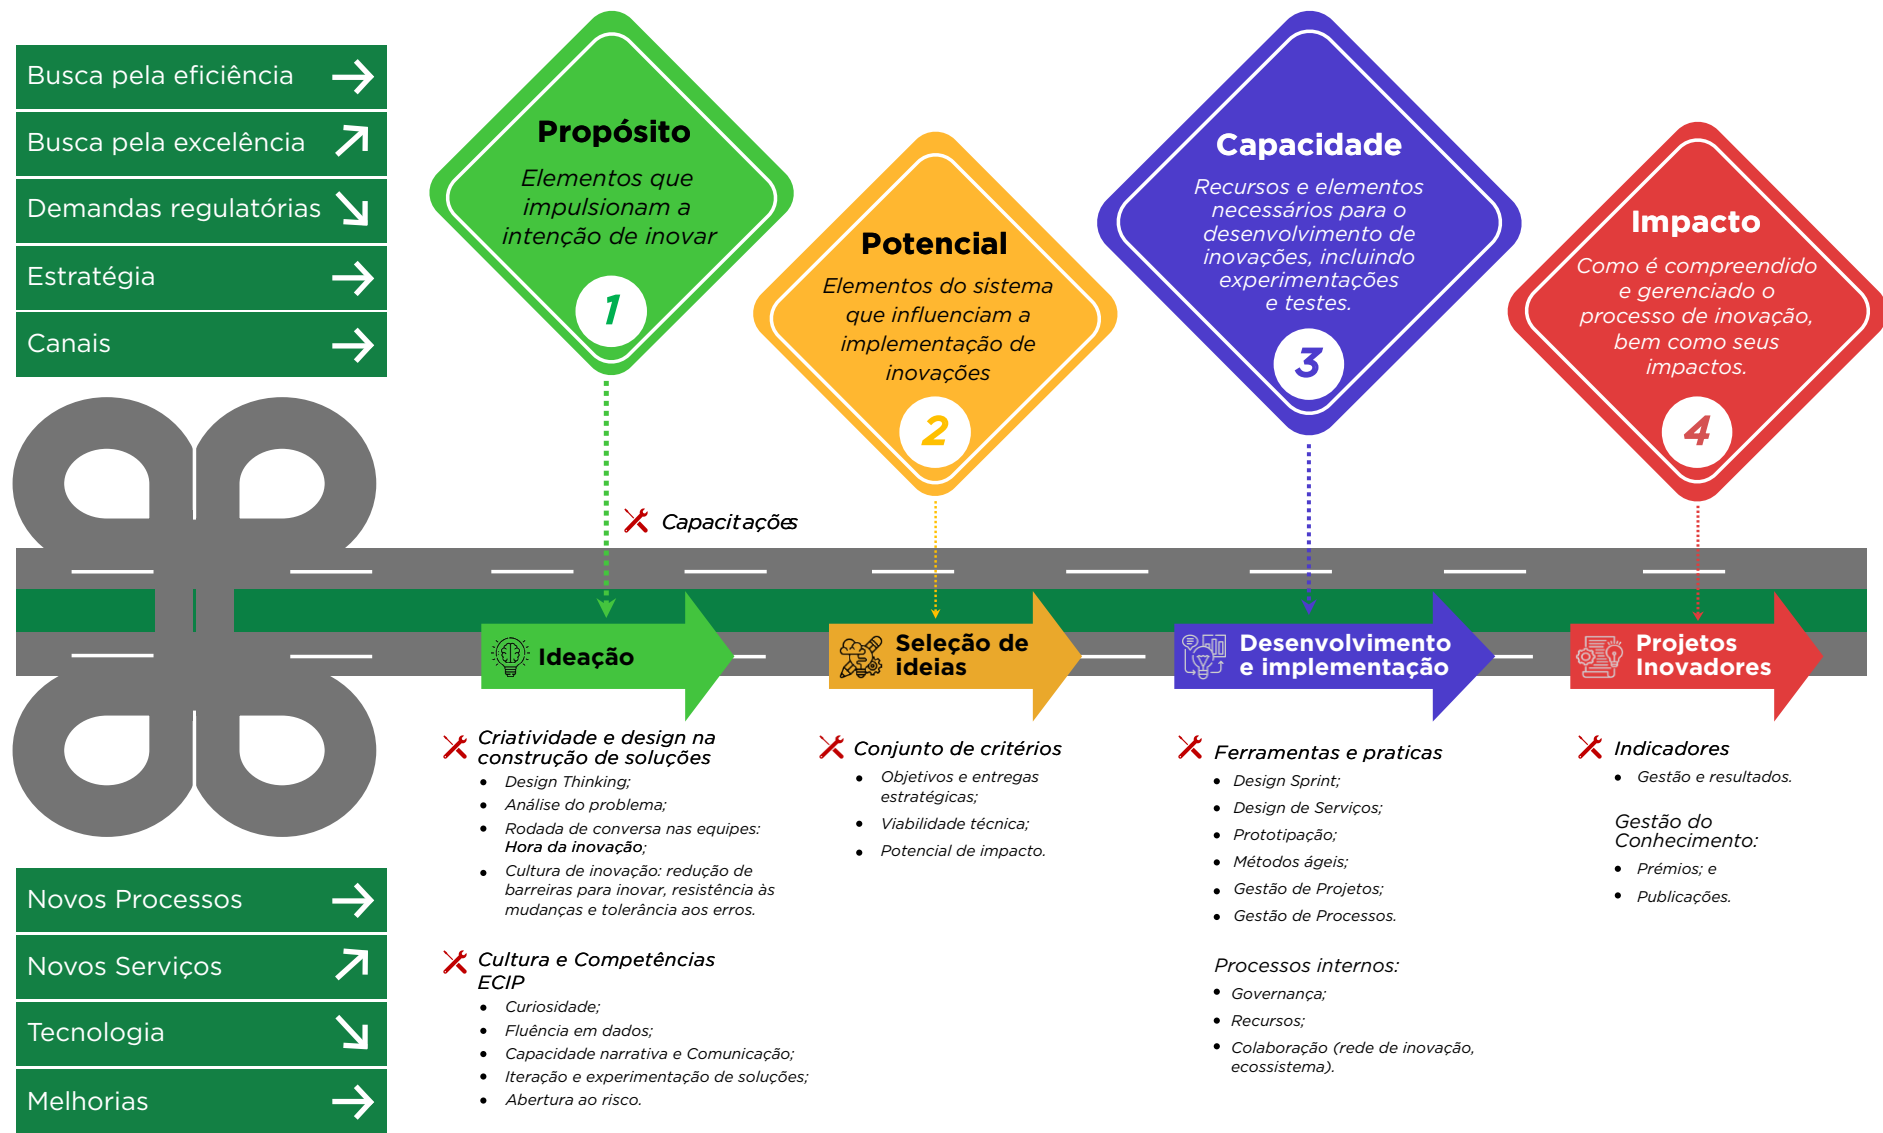 Busca pela eficiência
Busca pela excelência
Demandas regulatórias
Estratégia
Canais
Propósito
Elementos que
impulsionam a
intenção de inovar
1
Potencial
Elementos do sistema
que influenciam a
implementação de
inovações
2
Capacidade
Recursos e elementos
necessários para o
desenvolvimento de
inovações, incluindo
experimentações
e testes.
3
Impacto
Como é compreendido
e gerenciado o
processo de inovação,
bem como seus
impactos.
4
Capacitações
Ideação
Seleção de
ideias
Desenvolvimento
e implementação
Projetos
Inovadores
Criatividade e design na
construção de soluções
Design Thinking;
Análise do problema;
Rodada de conversa nas equipes:
Hora da inovação;
Cultura de inovação: redução de
barreiras para inovar, resistência às
mudanças e tolerância aos erros.
Cultura e Competências
ECIP
Curiosidade;
Fluência em dados;
Capacidade narrativa e Comunicação;
Iteração e experimentação de soluções;
Abertura ao risco.
Conjunto de critérios
Objetivos e entregas
estratégicas;
Viabilidade técnica;
Potencial de impacto.
Ferramentas e praticas
Design Sprint;
Design de Serviços;
Prototipação;
Métodos ágeis;
Gestão de Projetos;
Gestão de Processos.
Processos internos:
Governança;
Recursos;
Colaboração (rede de inovação,
ecossistema).
Indicadores
Gestão e resultados.
Gestão do
Conhecimento:
Prémios; e
Publicações.
Novos Processos
Novos Serviços
Tecnologia
Melhorias